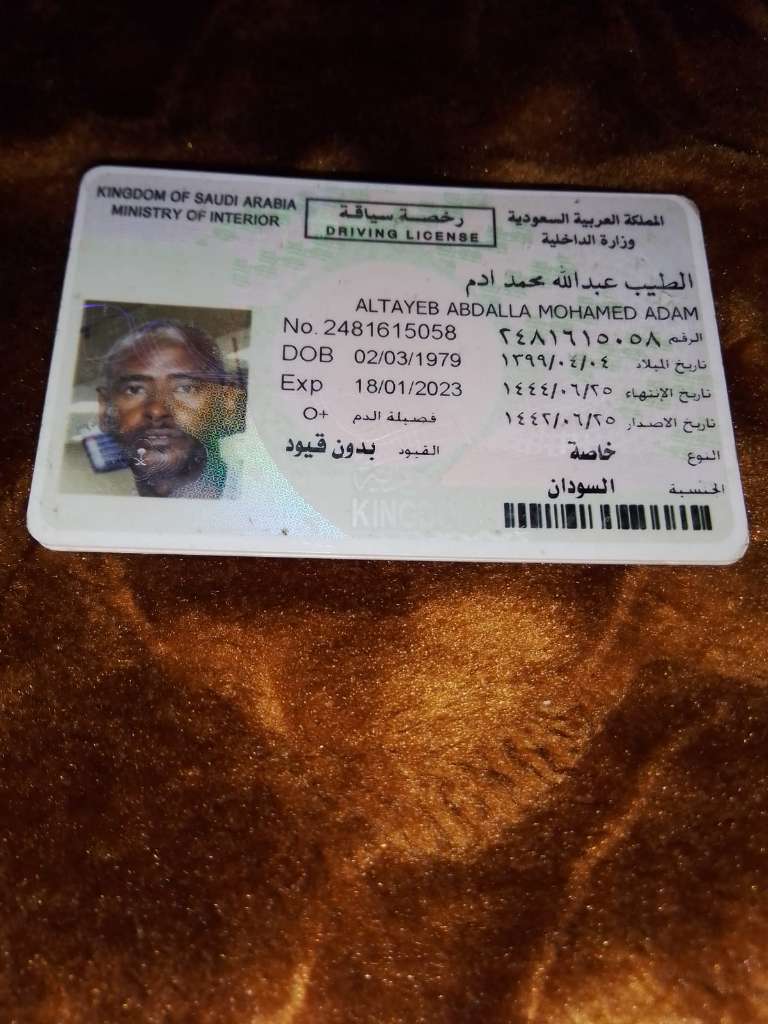 KINGDOM OF SAUDI ARABIA
MINISTRY OF INTERIOR
رخصة سياقة
DRIVING LICENSE
المملكة العربية السعودية
وزارة الداخلية
الطيب عبدالله محمد ادم
ALTAYEB ABDALLA MOHAMED ADAM
No. 2481615058 الرقم ٢٤٨١٦١٥٠٥٨
DOB 02/03/1979 تاريخ الميلاد ١٣٩٩/٠٤/٠٤
Exp 18/01/2023 تاريخ الإنتهاء ١٤٤٤/٠٦/٢٥
O+ فصيلة الدم تاريخ الاصدار ١٤٤٢/٠٦/٢٥
القيود بدون قيود النوع خاصة
الجنسية السودان